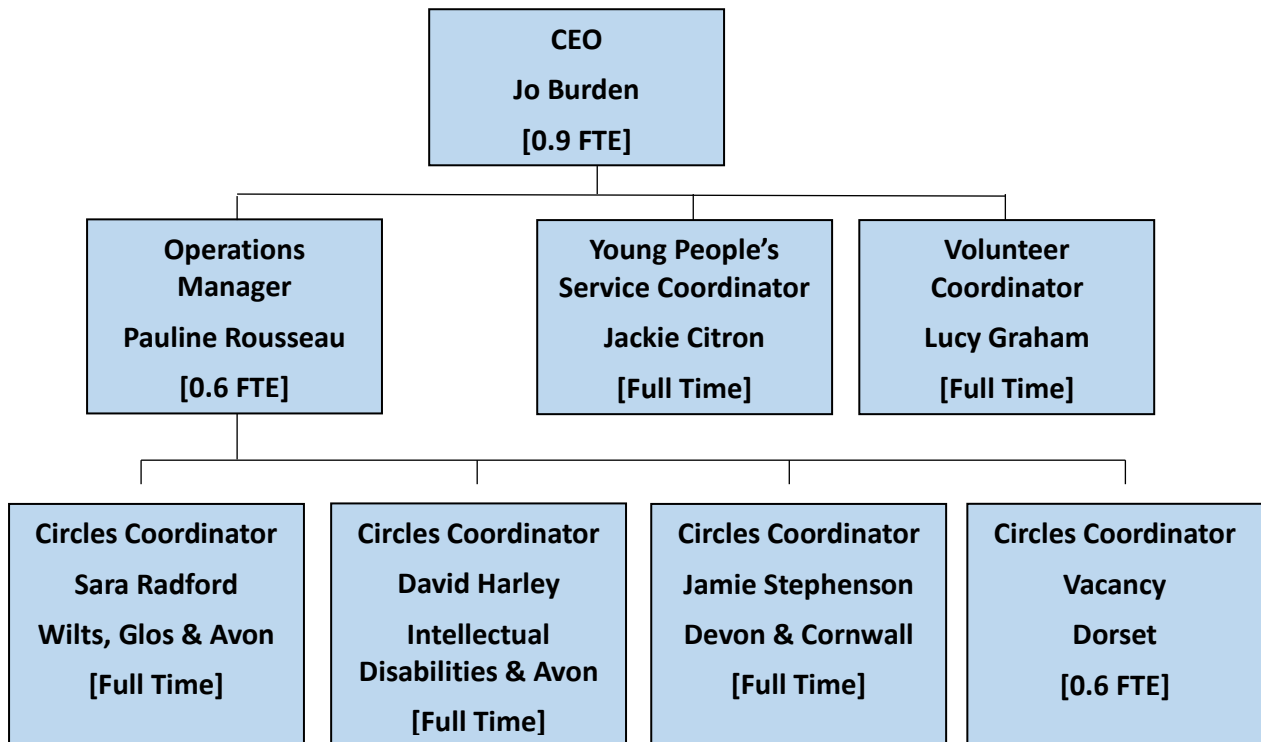 CEO
Jo Burden
[0.9 FTE]
Operations
Manager
Pauline Rousseau
[0.6 FTE]
Young People’s
Service Coordinator
Jackie Citron
[Full Time]
Volunteer
Coordinator
Lucy Graham
[Full Time]
Circles Coordinator
Sara Radford
Wilts, Glos & Avon
[Full Time]
Circles Coordinator
David Harley
Intellectual
Disabilities & Avon
[Full Time]
Circles Coordinator
Jamie Stephenson
Devon & Cornwall
[Full Time]
Circles Coordinator
Vacancy
Dorset
[0.6 FTE]